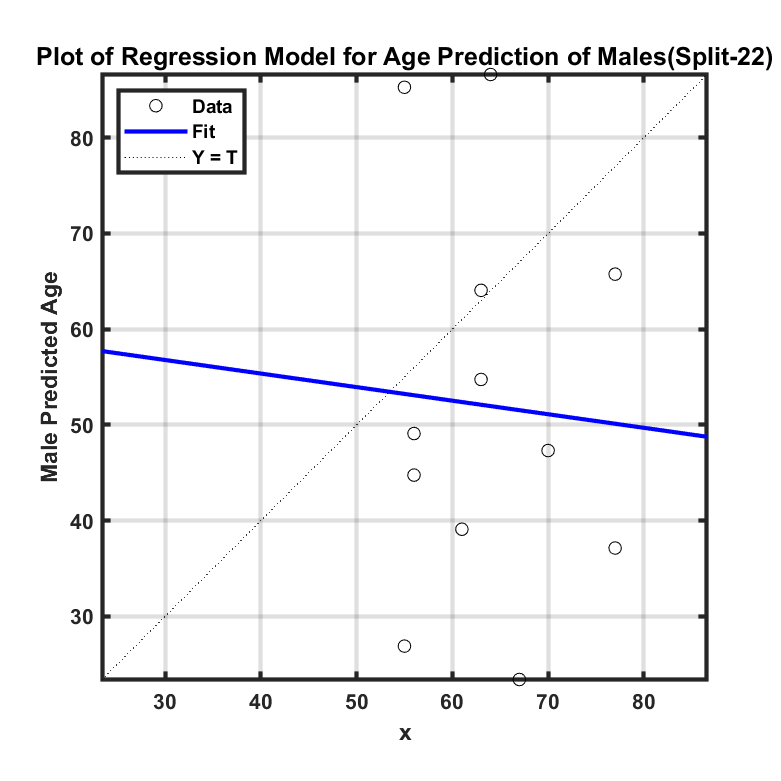 Plot of Regression Model for Age Prediction of Males(Split-22)
Data
Fit
Y = T
80
70
60
50
40
30
Male Predicted Age
30 40 50 60 70 80
x